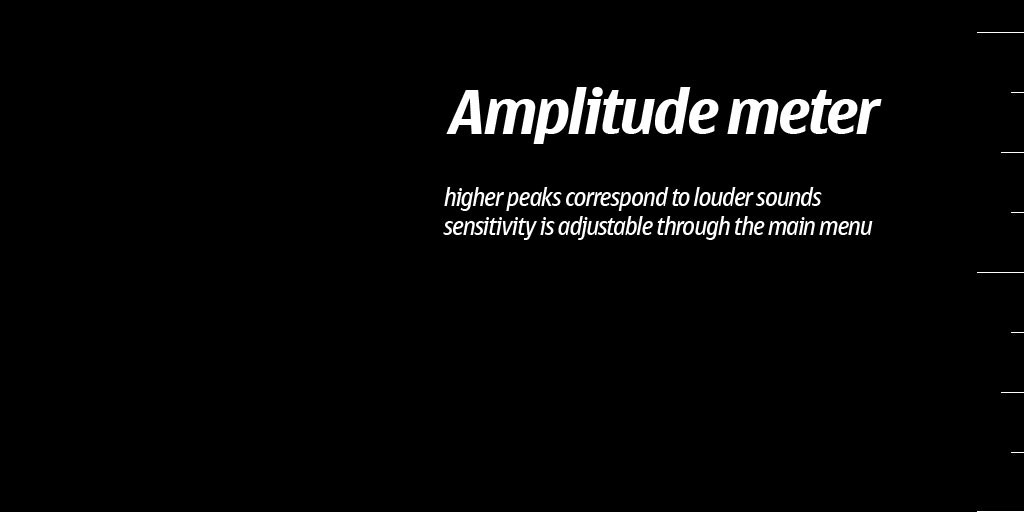 Amplitude meter
higher peaks correspond to louder sounds
sensitivity is adjustable through the main menu